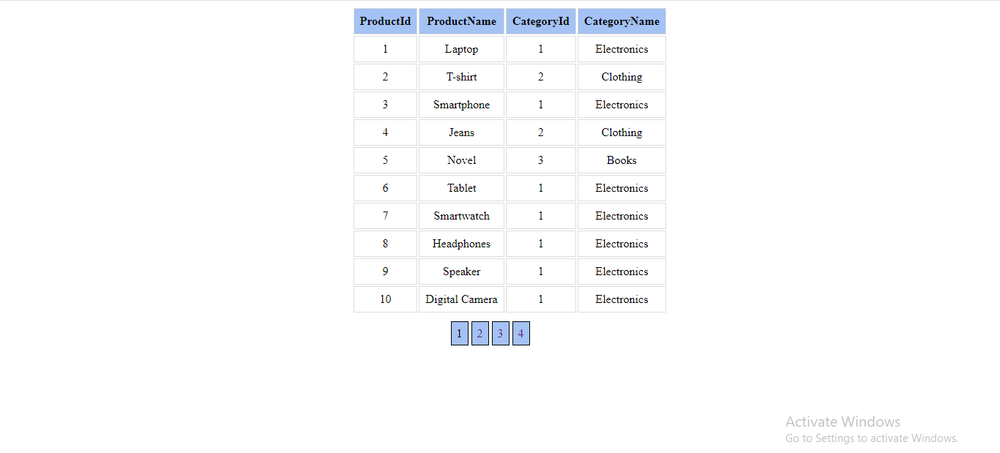 ProductId ProductName CategoryId CategoryName
1 Laptop 1 Electronics
2 T-shirt 2 Clothing
3 Smartphone 1 Electronics
4 Jeans 2 Clothing
5 Novel 3 Books
6 Tablet 1 Electronics
7 Smartwatch 1 Electronics
8 Headphones 1 Electronics
9 Speaker 1 Electronics
10 Digital Camera 1 Electronics
1 2 3 4
Activate Windows
Go to Settings to activate Windows.